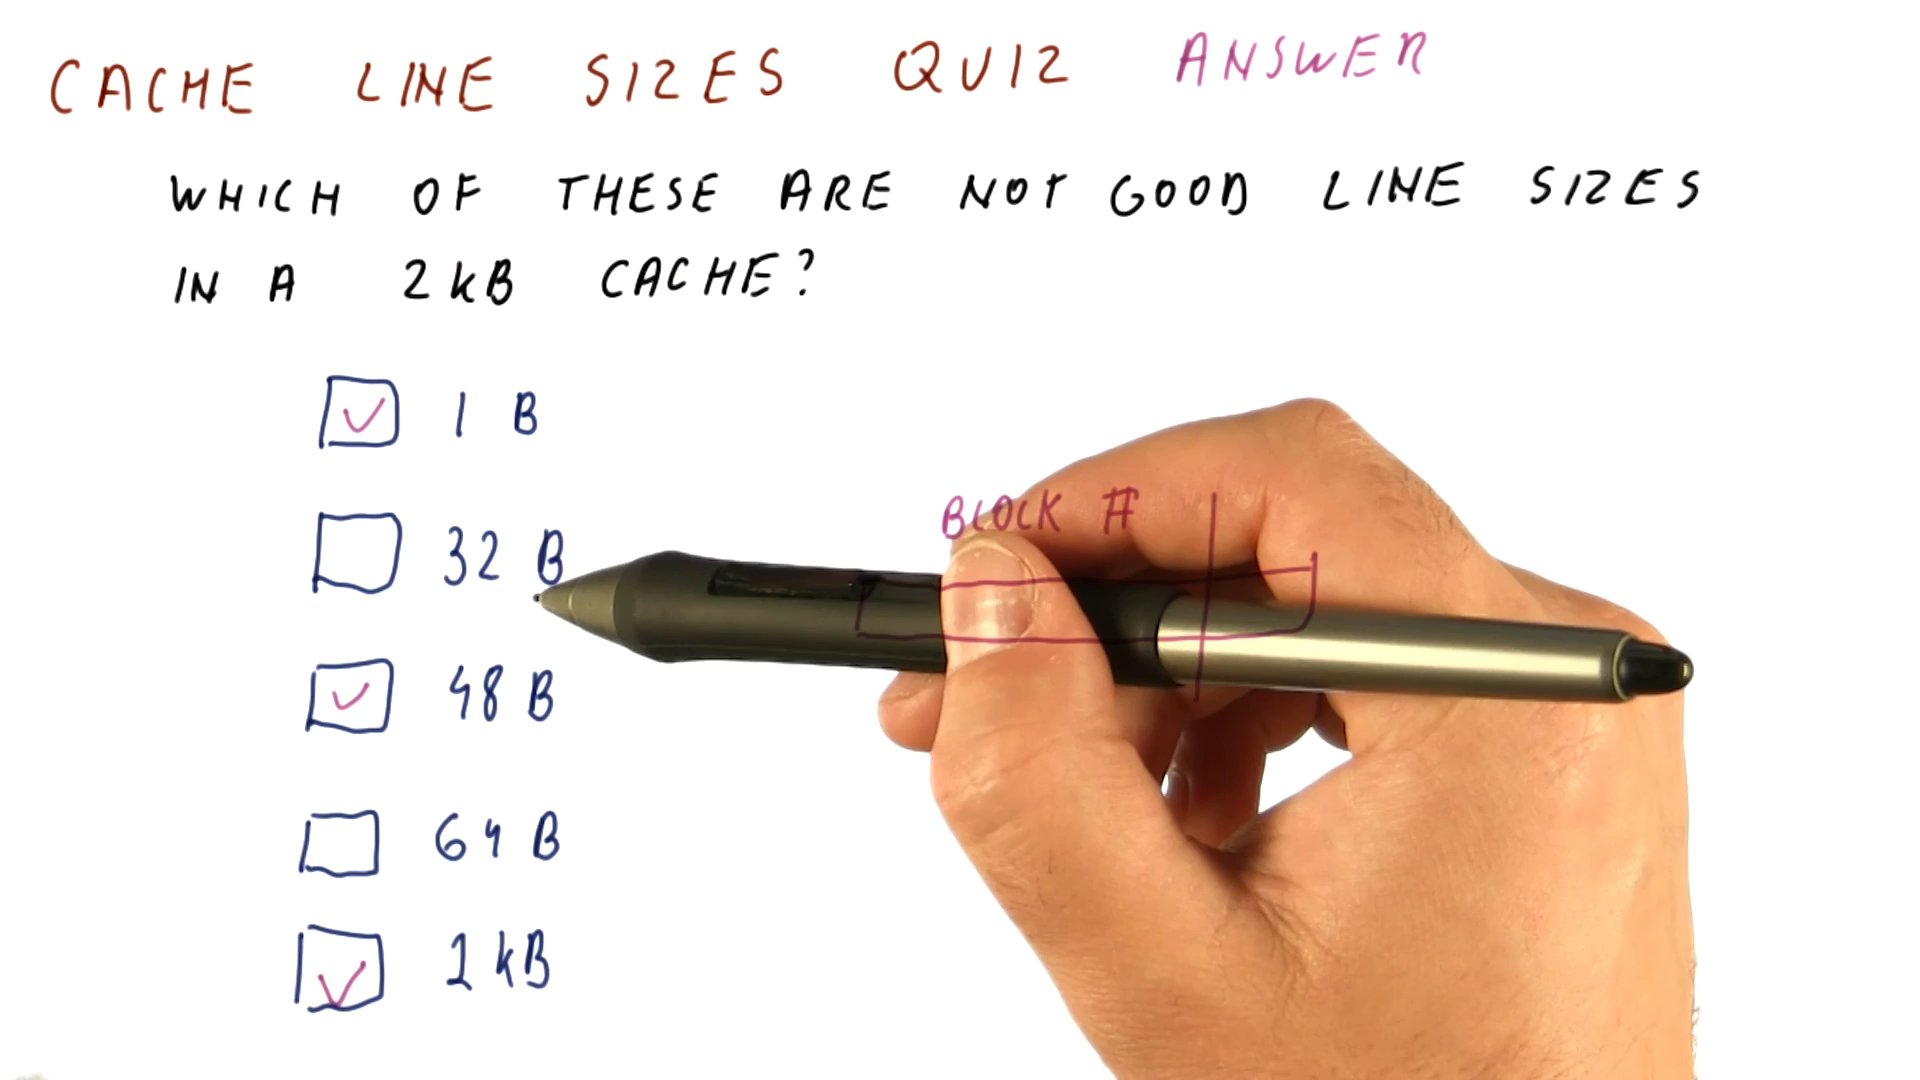 CACHE LINE SIZES QUIZ ANSWER
WHICH OF THESE ARE NOT GOOD LINE SIZES
IN A 2kB CACHE?
1 B
32 B
BLOCK #
48 B
64 B
2 kB